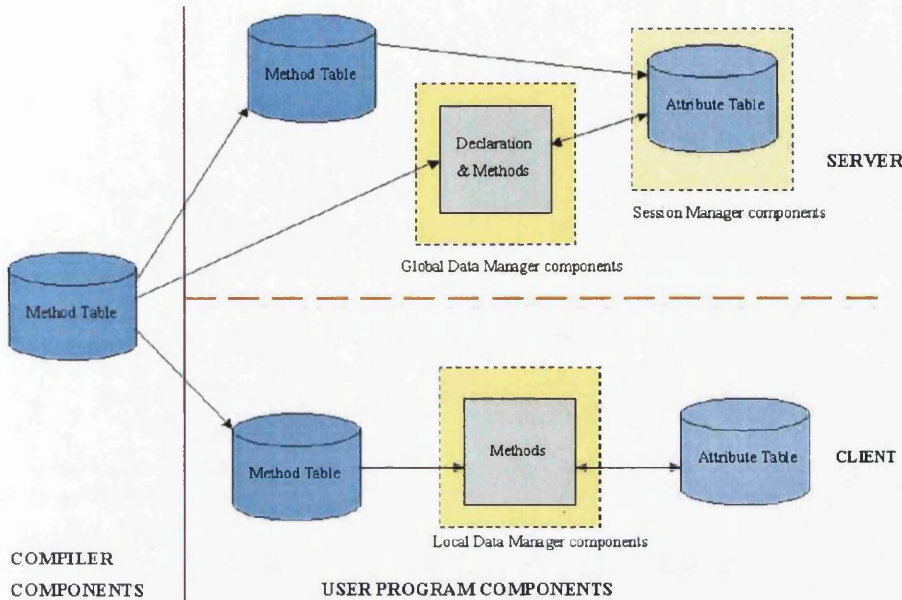 Method Table
Attribute Table
Declaration
& Methods
SERVER
Session Manager components
Global Data Manager components
Method Table
Method Table
Methods
Attribute Table
CLIENT
Local Data Manager components
COMPILER
COMPONENTS
USER PROGRAM COMPONENTS